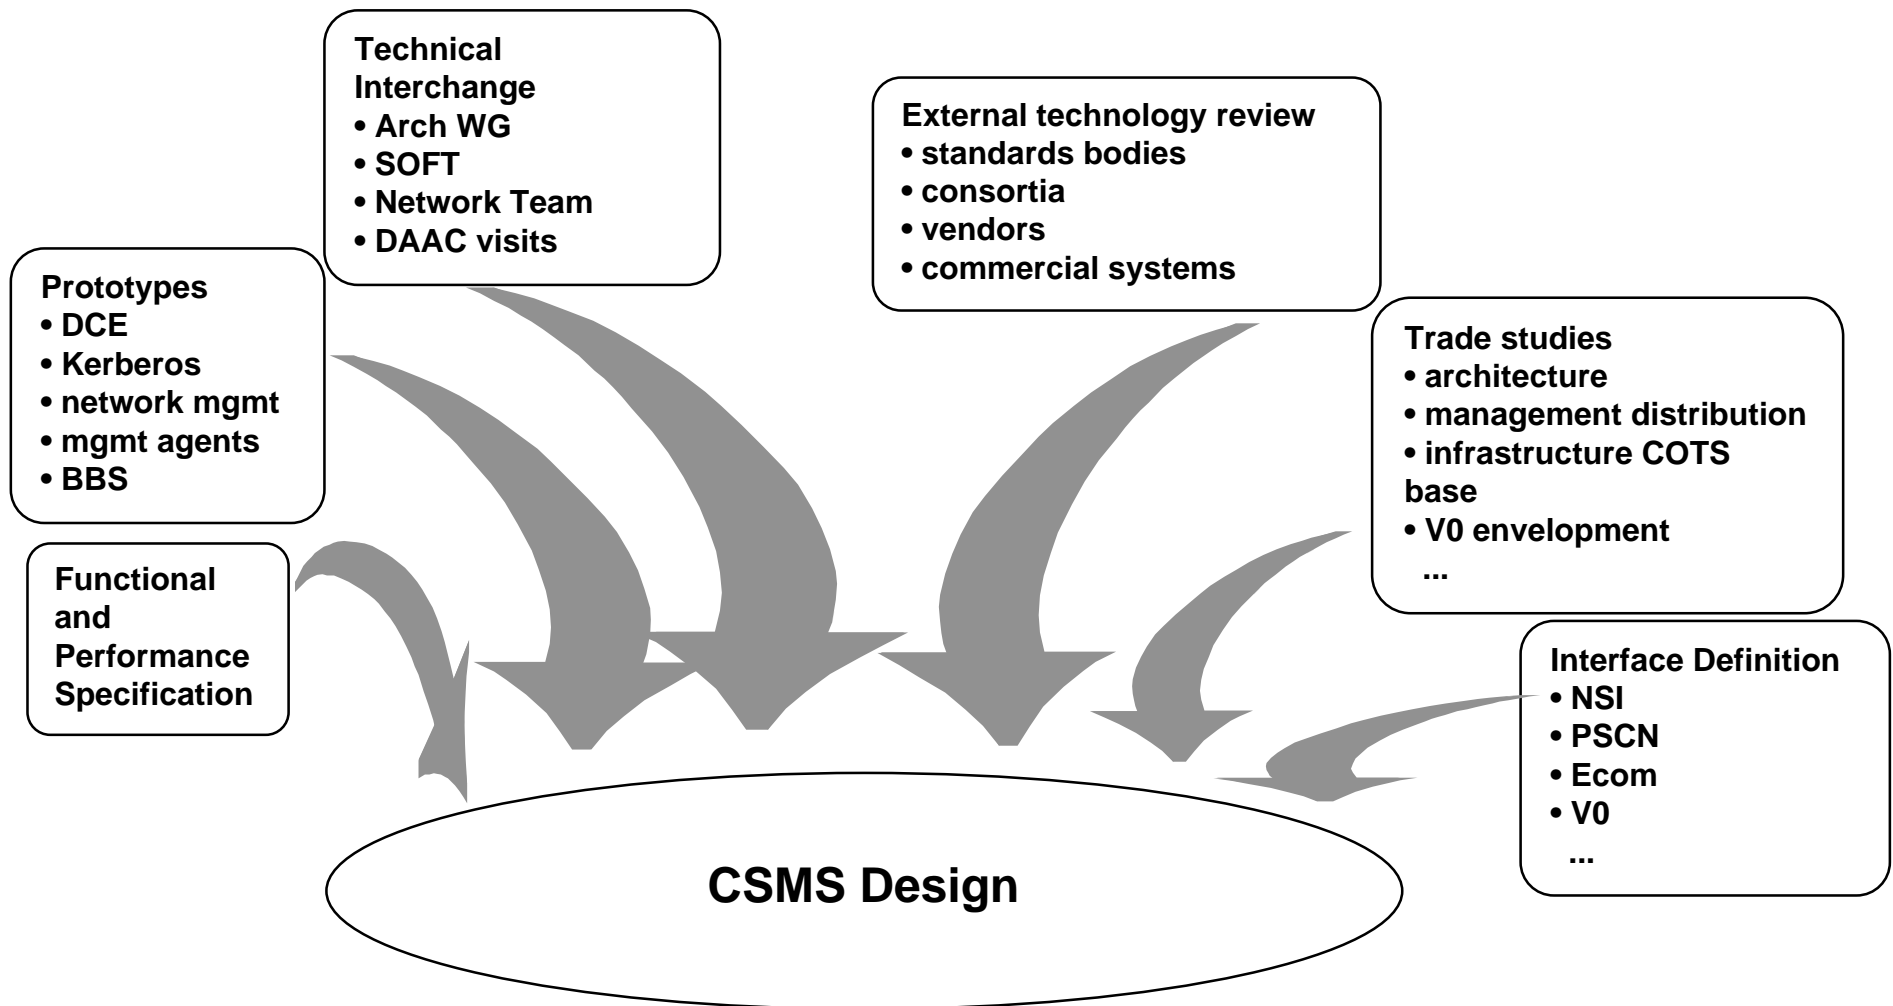 Technical
Interchange
• Arch WG
• SOFT
• Network Team
• DAAC visits
External technology review
• standards bodies
• consortia
• vendors
• commercial systems
Prototypes
• DCE
• Kerberos
• network mgmt
• mgmt agents
• BBS
Trade studies
• architecture
• management distribution
• infrastructure COTS
base
• V0 envelopment
...
Functional
and
Performance
Specification
Interface Definition
• NSI
• PSCN
• Ecom
• V0
...
CSMS Design